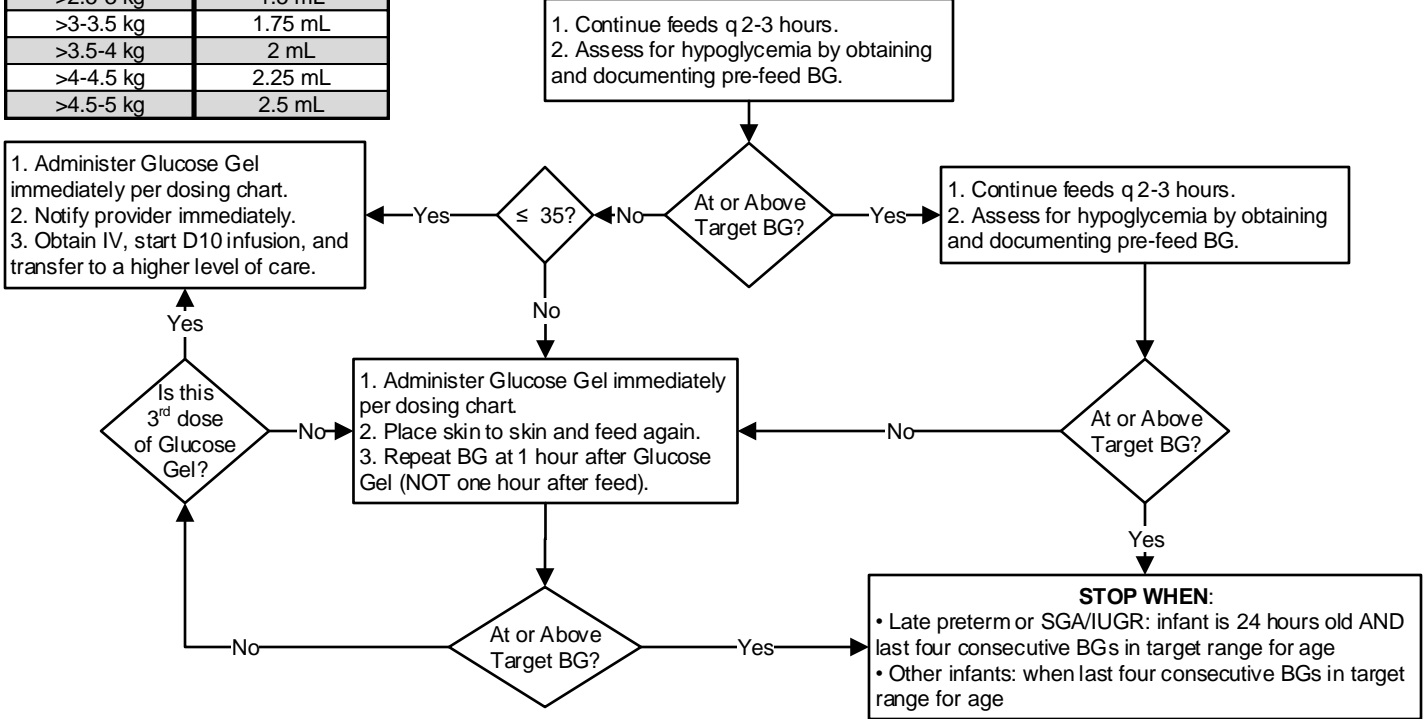 >3-3.5 kg 1.75 mL
>3.5-4 kg 2 mL
>4-4.5 kg 2.25 mL
>4.5-5 kg 2.5 mL
1. Continue feeds q 2-3 hours.
2. Assess for hypoglycemia by obtaining
and documenting pre-feed BG.
At or Above
Target BG?
No
Yes
≤ 35?
Yes
No
1. Administer Glucose Gel
immediately per dosing chart.
2. Notify provider immediately.
3. Obtain IV, start D10 infusion, and
transfer to a higher level of care.
1. Continue feeds q 2-3 hours.
2. Assess for hypoglycemia by obtaining
and documenting pre-feed BG.
Yes
Is this
3rd dose
of Glucose
Gel?
No
1. Administer Glucose Gel immediately
per dosing chart.
2. Place skin to skin and feed again.
3. Repeat BG at 1 hour after Glucose
Gel (NOT one hour after feed).
No
At or Above
Target BG?
Yes
No
At or Above
Target BG?
Yes
STOP WHEN:
• Late preterm or SGA/IUGR: infant is 24 hours old AND
last four consecutive BGs in target range for age
• Other infants: when last four consecutive BGs in target
range for age